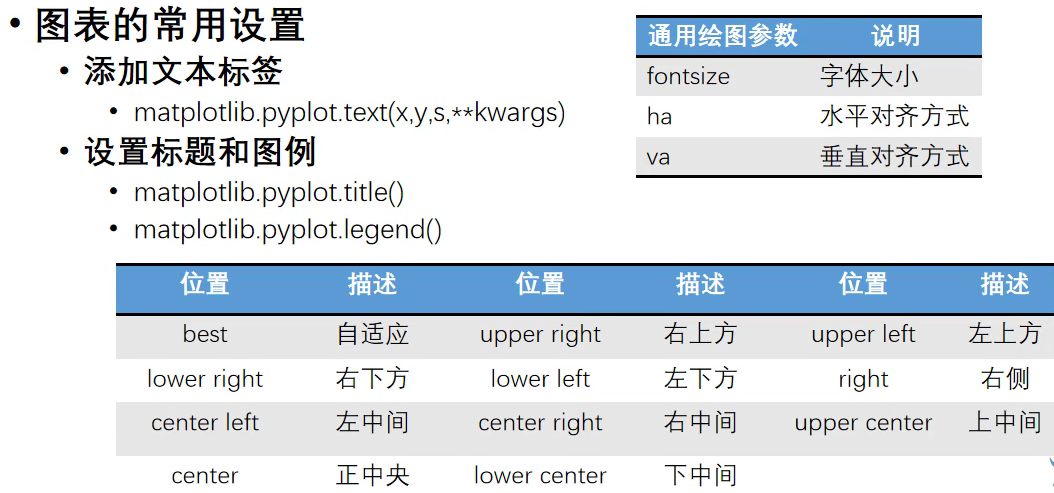 • 图表的常用设置
• 添加文本标签
• matplotlib.pyplot.text(x,y,s,**kwargs)
• 设置标题和图例
• matplotlib.pyplot.title()
• matplotlib.pyplot.legend()
通用绘图参数 说明
fontsize 字体大小
ha 水平对齐方式
va 垂直对齐方式
位置 描述 位置 描述 位置 描述
best 自适应 upper right 右上方 upper left 左上方
lower right 右下方 lower left 左下方 right 右侧
center left 左中间 center right 右中间 upper center 上中间
center 正中央 lower center 下中间